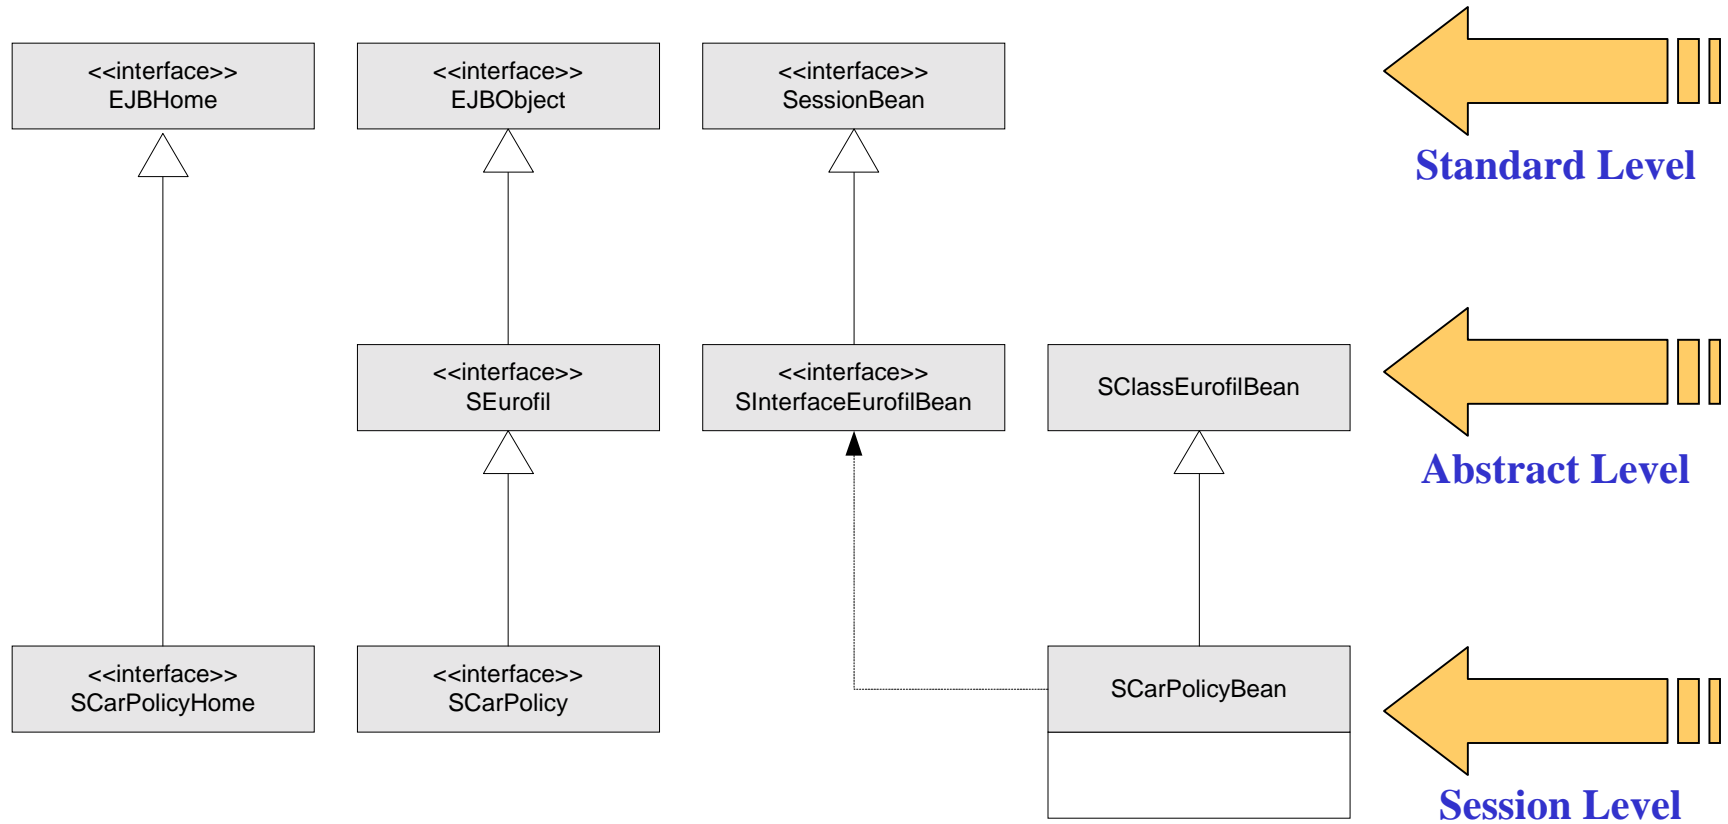 <<interface>>
EJBHome
<<interface>>
EJBObject
<<interface>>
SessionBean
Standard Level
<<interface>>
SEurofil
<<interface>>
SInterfaceEurofilBean
SClassEurofilBean
Abstract Level
<<interface>>
SCarPolicyHome
<<interface>>
SCarPolicy
SCarPolicyBean
Session Level